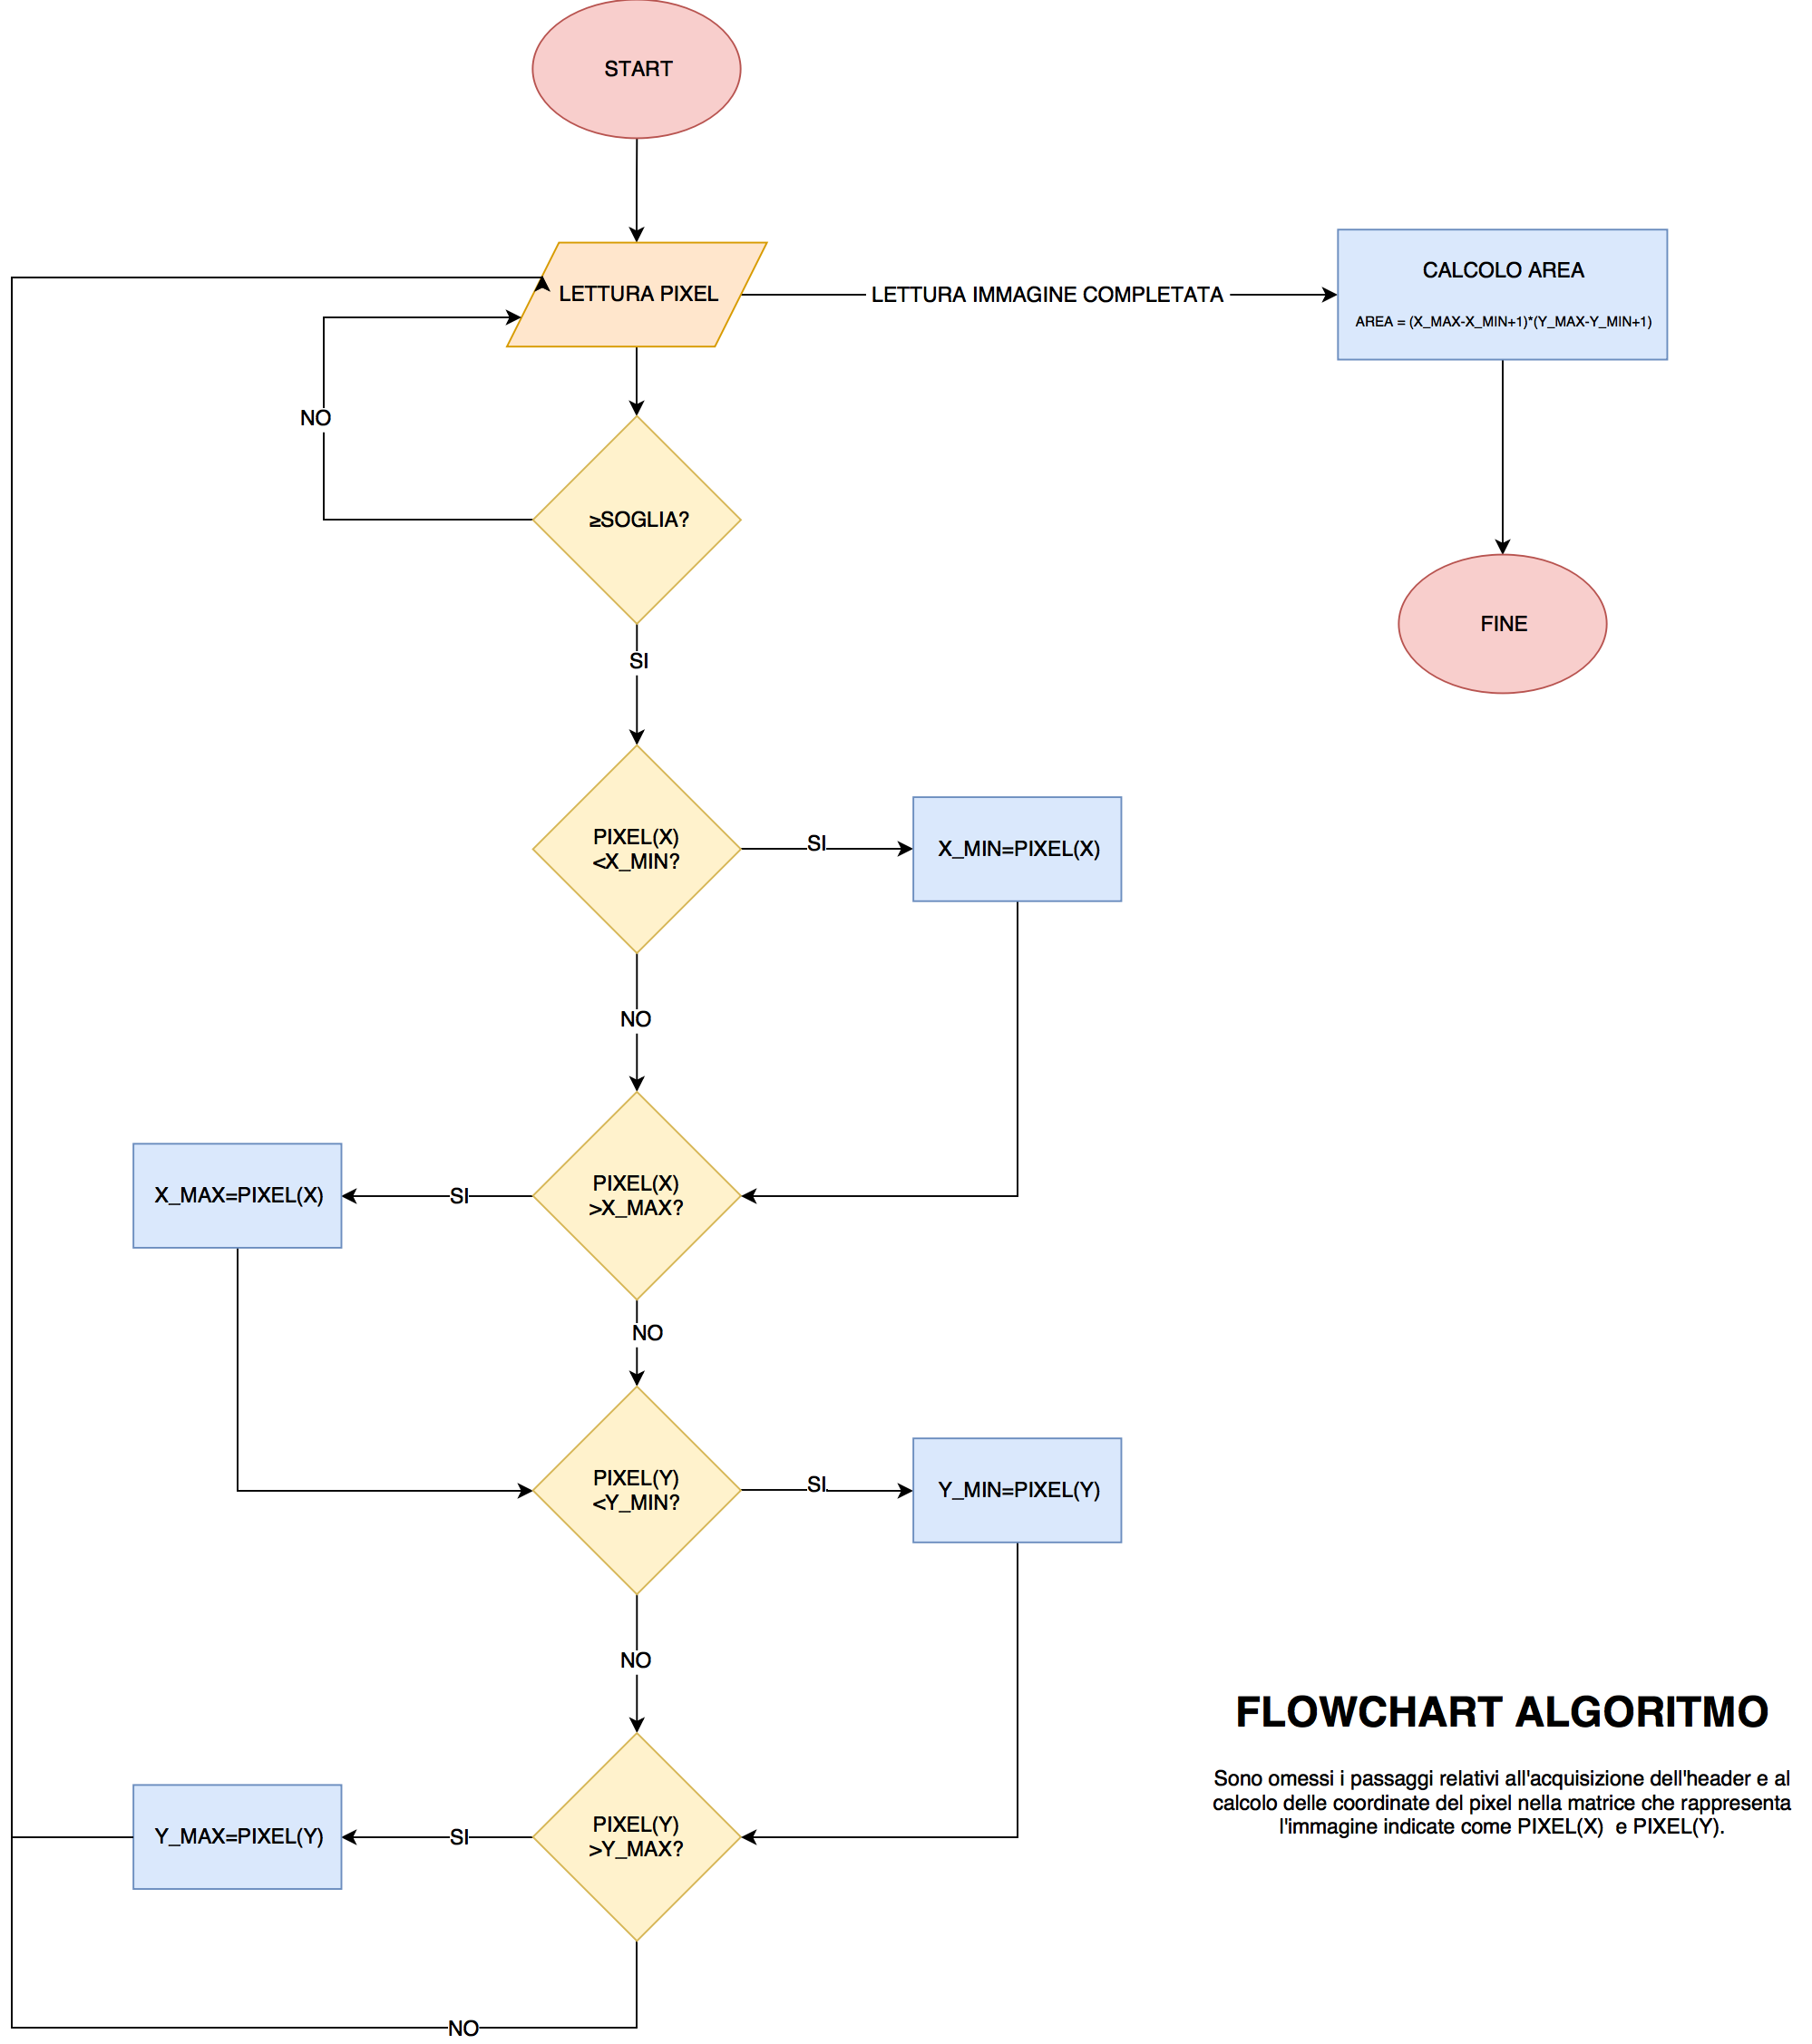 START
LETTURA PIXEL
LETTURA IMMAGINE COMPLETATA
CALCOLO AREA
AREA = (X_MAX-X_MIN+1)*(Y_MAX-Y_MIN+1)
NO
≥SOGLIA?
FINE
SI
PIXEL(X)
<X_MIN?
SI
X_MIN=PIXEL(X)
NO
X_MAX=PIXEL(X)
SI
PIXEL(X)
>X_MAX?
NO
PIXEL(Y)
<Y_MIN?
SI
Y_MIN=PIXEL(Y)
NO
Y_MAX=PIXEL(Y)
SI
PIXEL(Y)
>Y_MAX?
NO
FLOWCHART ALGORITMO
Sono omessi i passaggi relativi all'acquisizione dell'header e al
calcolo delle coordinate del pixel nella matrice che rappresenta
l'immagine indicate come PIXEL(X)  e PIXEL(Y).